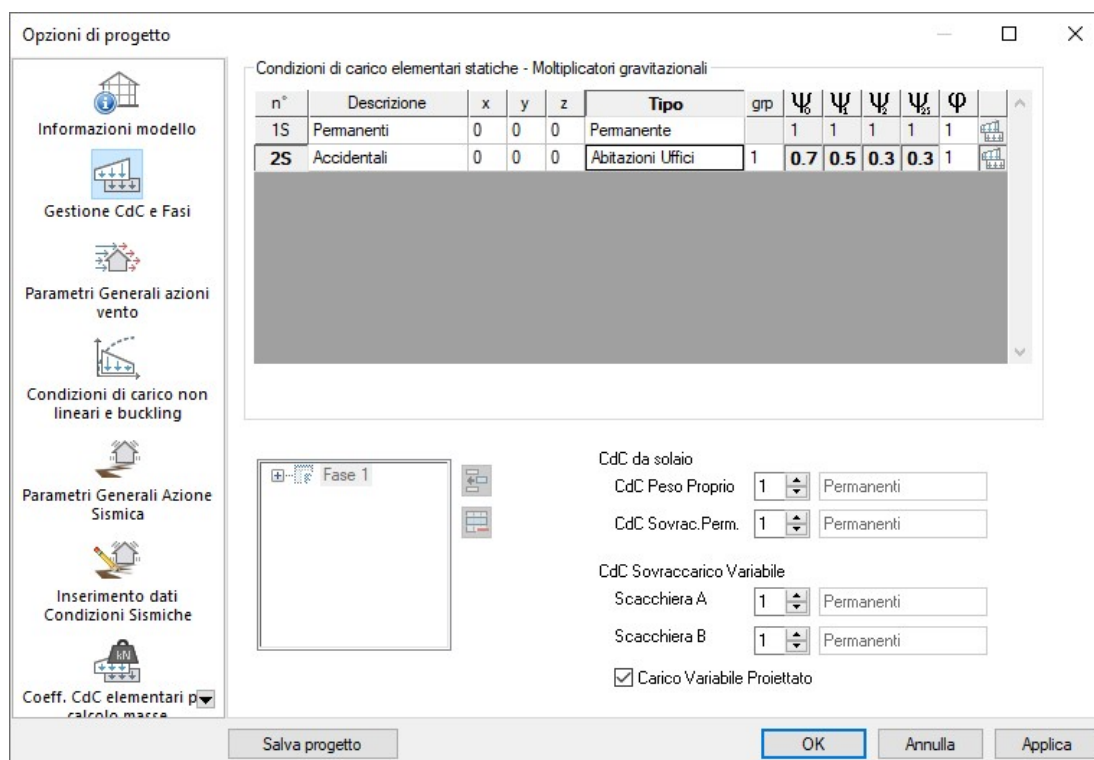 Opzioni di progetto
Informazioni modello
Gestione CdC e Fasi
Parametri Generali azioni
vento
Condizioni di carico non
lineari e buckling
Parametri Generali Azione
Sismica
Inserimento dati
Condizioni Sismiche
kN
Coeff. CdC elementari p
calcolo masse
Condizioni di carico elementari statiche - Moltiplicatori gravitazionali
n° Descrizione x y z Tipo grp Ψ0 Ψ1 Ψ2 Ψ2s φ
1S Permanenti 0 0 0 Permanente 1 1 1 1 1
2S Accidentali 0 0 0 Abitazioni Uffici 1 0.7 0.5 0.3 0.3 1
Fase 1
CdC da solaio
CdC Peso Proprio 1 Permanenti
CdC Sovrac.Perm. 1 Permanenti
CdC Sovraccarico Variabile
Scacchiera A 1 Permanenti
Scacchiera B 1 Permanenti
Carico Variabile Proiettato
Salva progetto OK Annulla Applica